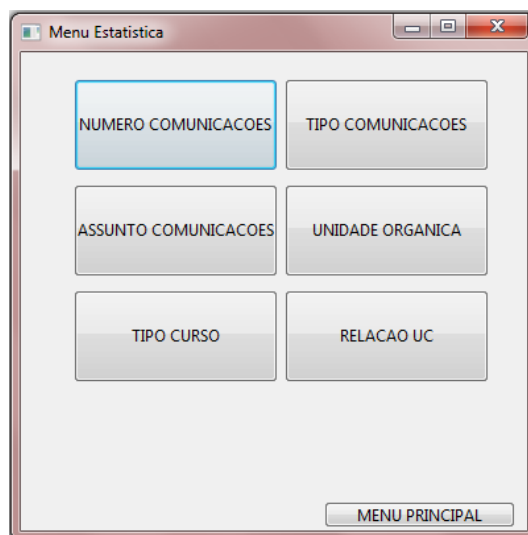 Menu Estatistica
NUMERO COMUNICACOES
TIPO COMUNICACOES
ASSUNTO COMUNICACOES
UNIDADE ORGANICA
TIPO CURSO
RELACAO UC
MENU PRINCIPAL